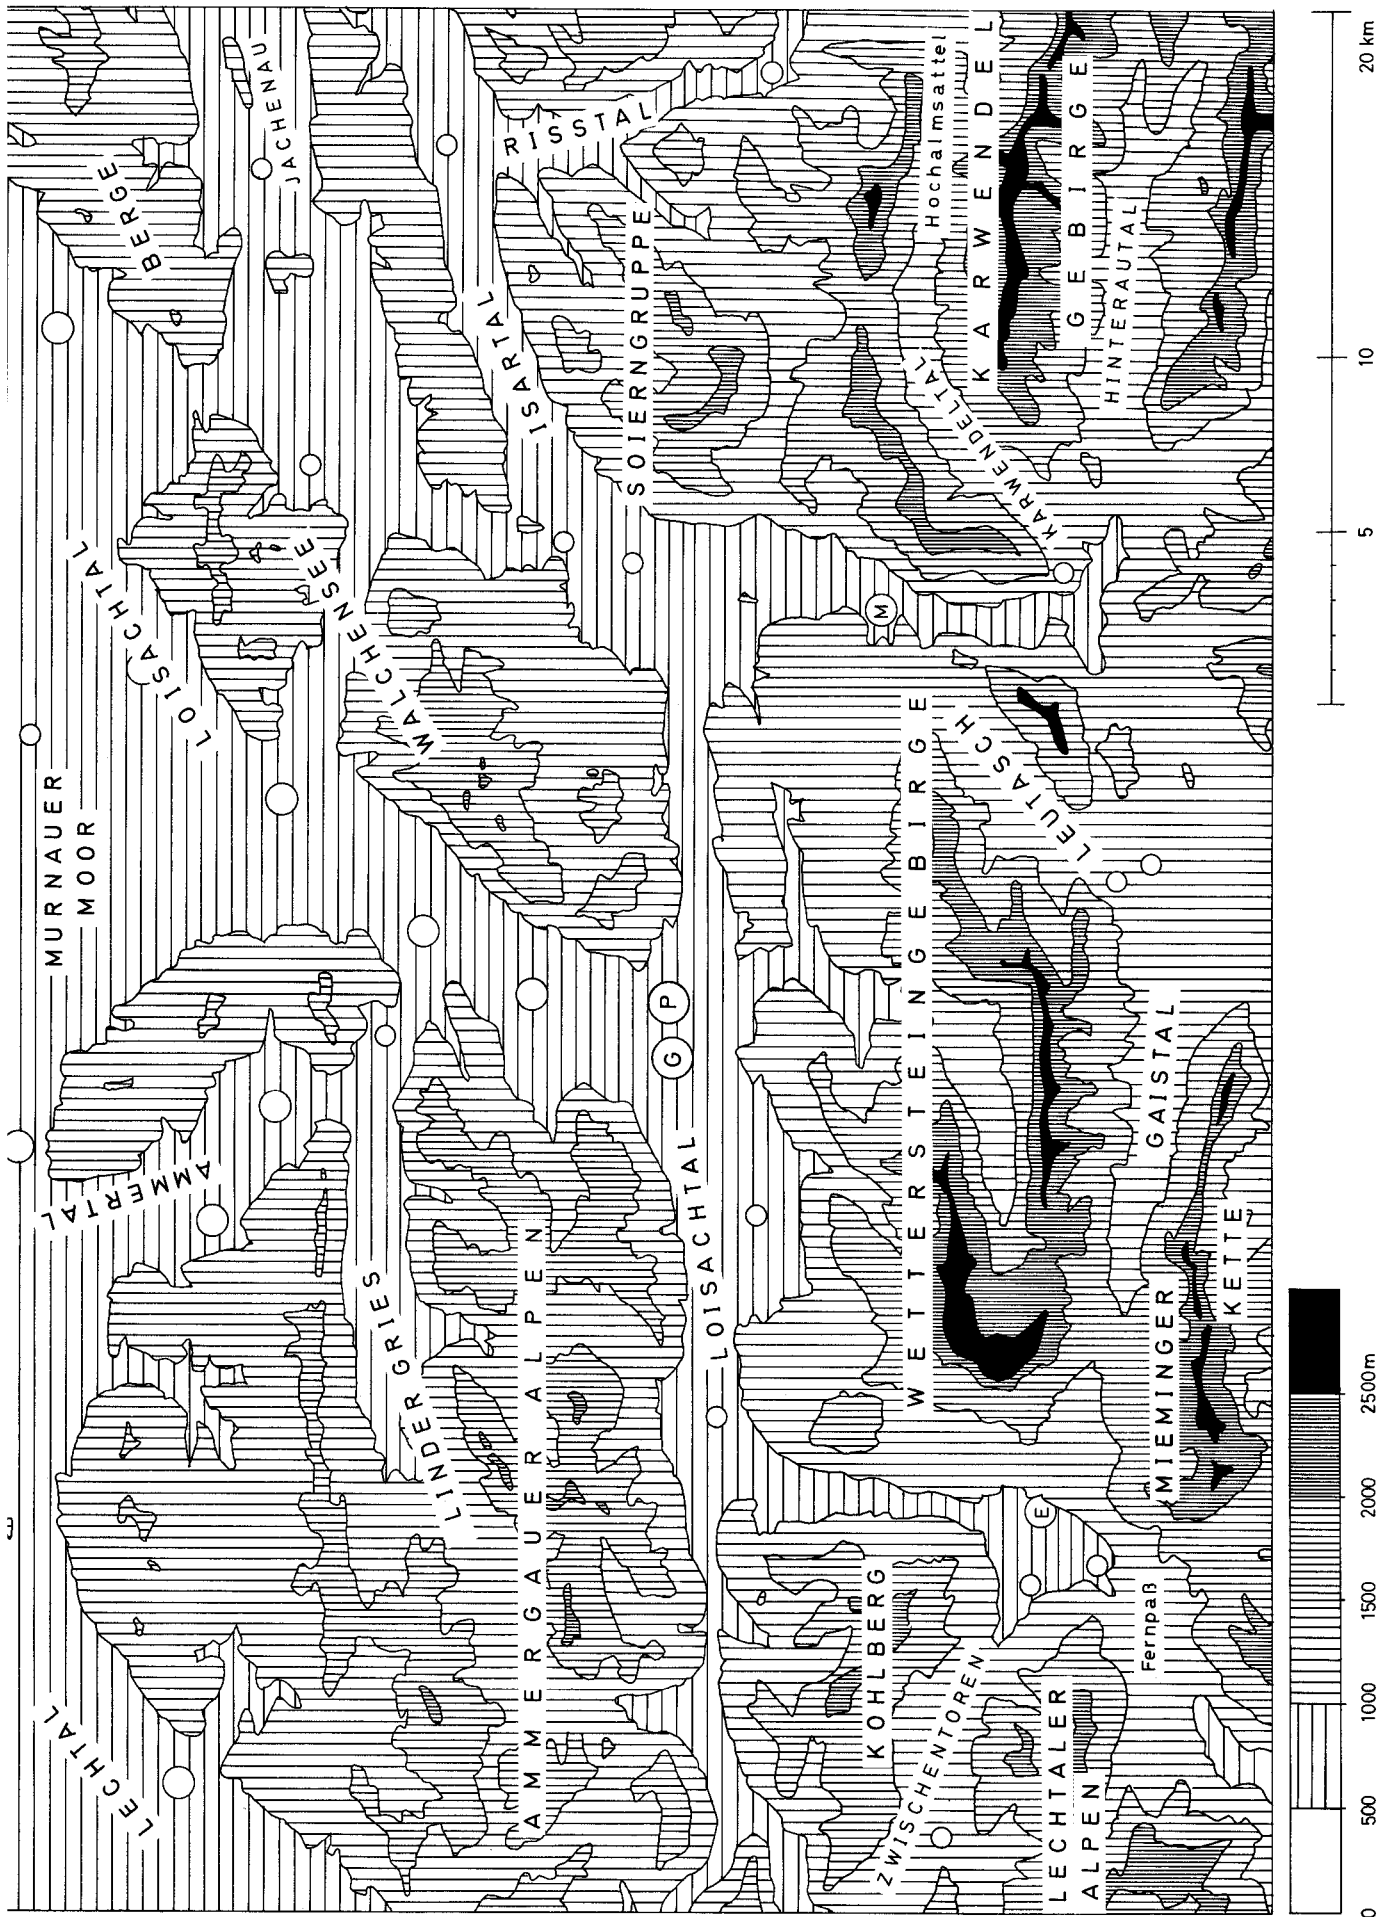 LECHTAL
AMMERTAL
MURNAUER
MOOR
LOISACHTAL
BERGE
JACHENAU
WALCHENSEE
LINDER GRIES
AMMERGAUER ALPEN
ISARTAL
RISSTAL
SOIERNGRUPPE
G
P
LOISACHTAL
M
KOHLBERG
ZWISCHENTOREN
E
WETTERSTEINGEBIRGE
LEUTASCH
Hochalmsattel
KARWENDELTAL
KARWENDEL
GEBIRGE
HINTERAUTAL
LECHTALER
ALPEN
Fernpaß
MIEMINGER
KETTE
GAISTAL
0
500
1000
1500
2000
2500m
5
10
20 km